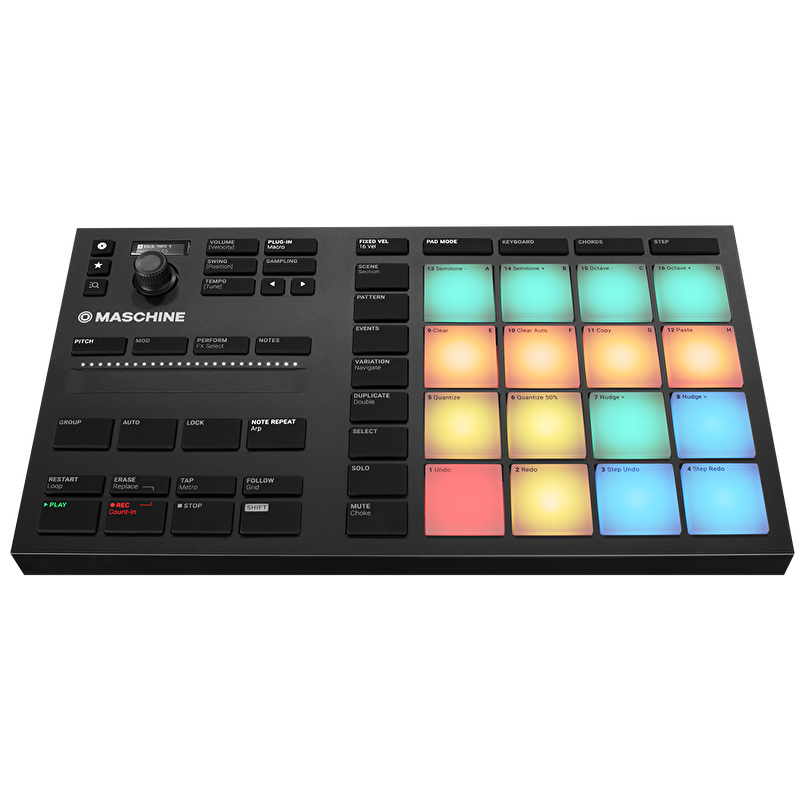 VOLUME
[Velocity]
PLUG-IN
Macro
SWING
[Position]
SAMPLING
TEMPO
[Tune]
MASCHINE
PITCH
MOD
PERFORM
FX Select
NOTES
GROUP
AUTO
LOCK
NOTE REPEAT
Arp
RESTART
Loop
ERASE
Replace
TAP
Metro
FOLLOW
Grid
PLAY
REC
Count-In
STOP
SHIFT
FIXED VEL
16 Vel
SCENE
Section
PATTERN
EVENTS
VARIATION
Navigate
DUPLICATE
Double
SELECT
SOLO
MUTE
Choke
PAD MODE
KEYBOARD
CHORDS
STEP
13 Semitone - A
14 Semitone + B
15 Octave - C
16 Octave + D
9 Clear E
10 Clear Auto F
11 Copy G
12 Paste H
5 Quantize
6 Quantize 50%
7 Nudge <
8 Nudge >
1 Undo
2 Redo
3 Step Undo
4 Step Redo